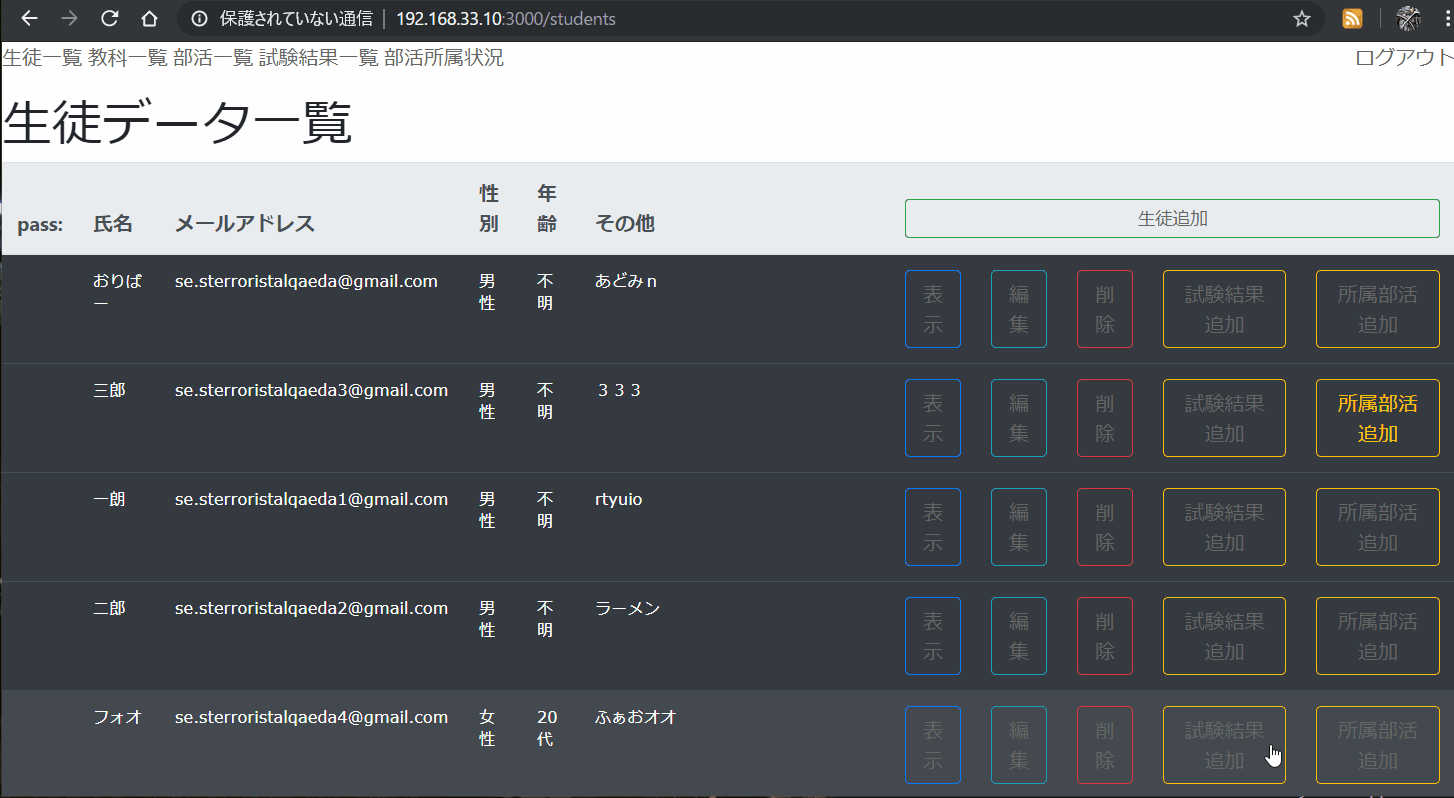 保護されていない通信 | 192.168.33.10:3000/students
生徒一覧 教科一覧 部活一覧 試験結果一覧 部活所属状況 ログアウト
生徒データ一覧
pass: 氏名 メールアドレス 性別 年齢 その他 生徒追加
おりばー se.sterroristalqaeda@gmail.com 男性 不明 あどみｎ 表示 編集 削除 試験結果追加 所属部活追加
三郎 se.sterroristalqaeda3@gmail.com 男性 不明 ３３３ 表示 編集 削除 試験結果追加 所属部活追加
一朗 se.sterroristalqaeda1@gmail.com 男性 不明 rtyuio 表示 編集 削除 試験結果追加 所属部活追加
二郎 se.sterroristalqaeda2@gmail.com 男性 不明 ラーメン 表示 編集 削除 試験結果追加 所属部活追加
フォオ se.sterroristalqaeda4@gmail.com 女性 20代 ふぁおオオ 表示 編集 削除 試験結果追加 所属部活追加